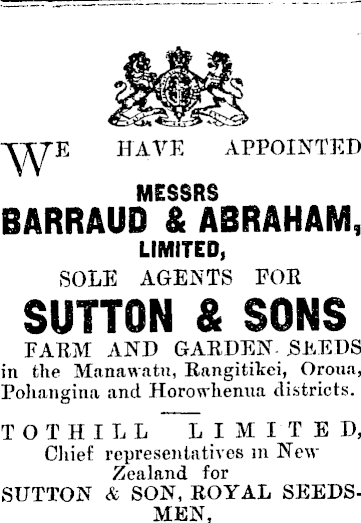 WE HAVE APPOINTED
MESSRS
BARRAUD & ABRAHAM,
LIMITED,
SOLE AGENTS FOR
SUTTON & SONS
FARM AND GARDEN SEEDS
in the Manawatu, Rangitikei, Oroua,
Pohangina and Horowhenua districts.
TOTHILL LIMITED,
Chief representatives in New
Zealand for
SUTTON & SON, ROYAL SEEDS-
MEN,